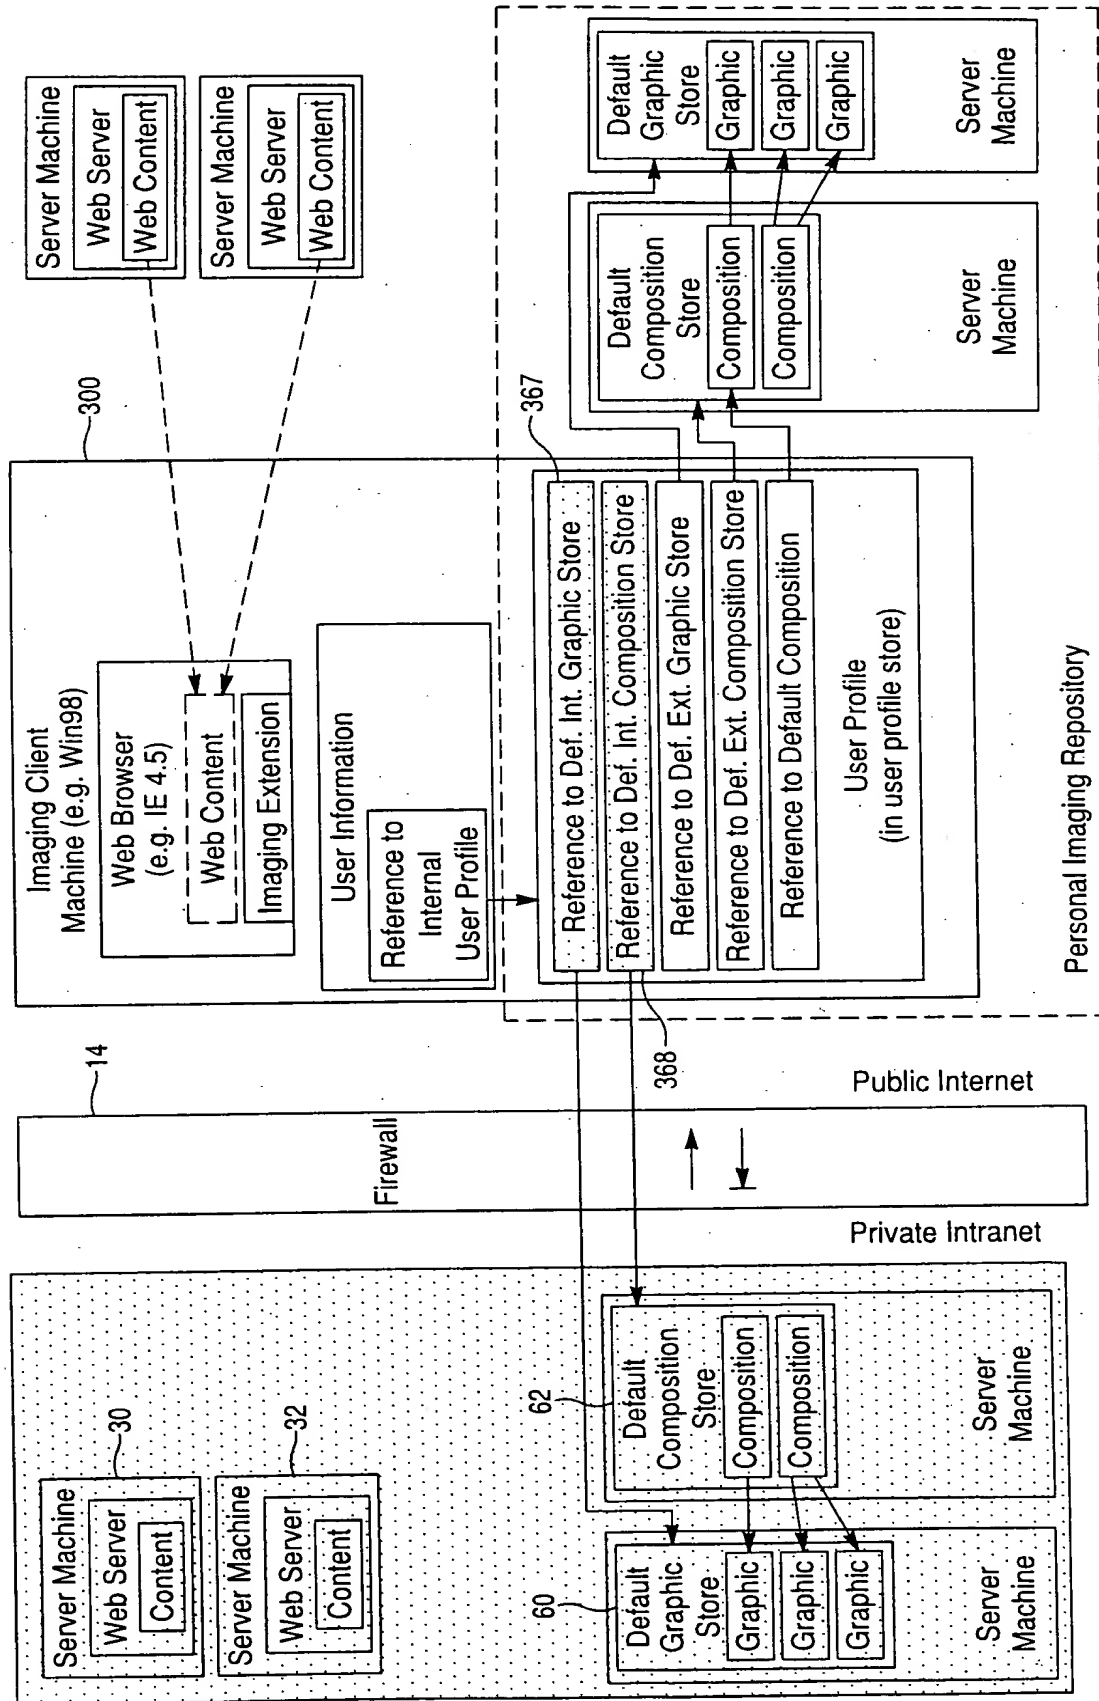 Server Machine
Web Server
Content
30
Server Machine
Web Server
Content
32
Default
Graphic
Store
Graphic
Graphic
Graphic
Server
Machine
60
Default
Composition
Store
Composition
Composition
Server
Machine
62
Private Intranet
Firewall
14
Public Internet
Imaging Client
Machine (e.g. Win98)
300
Web Browser
(e.g. IE 4.5)
Web Content
Imaging Extension
User Information
Reference to
Internal
User Profile
Reference to Def. Int. Graphic Store
Reference to Def. Int. Composition Store
Reference to Def. Ext. Graphic Store
Reference to Def. Ext. Composition Store
Reference to Default Composition
User Profile
(in user profile store)
367
368
Personal Imaging Repository
Server Machine
Web Server
Web Content
Server Machine
Web Server
Web Content
Default
Composition
Store
Composition
Composition
Server
Machine
Default
Graphic
Store
Graphic
Graphic
Graphic
Server
Machine